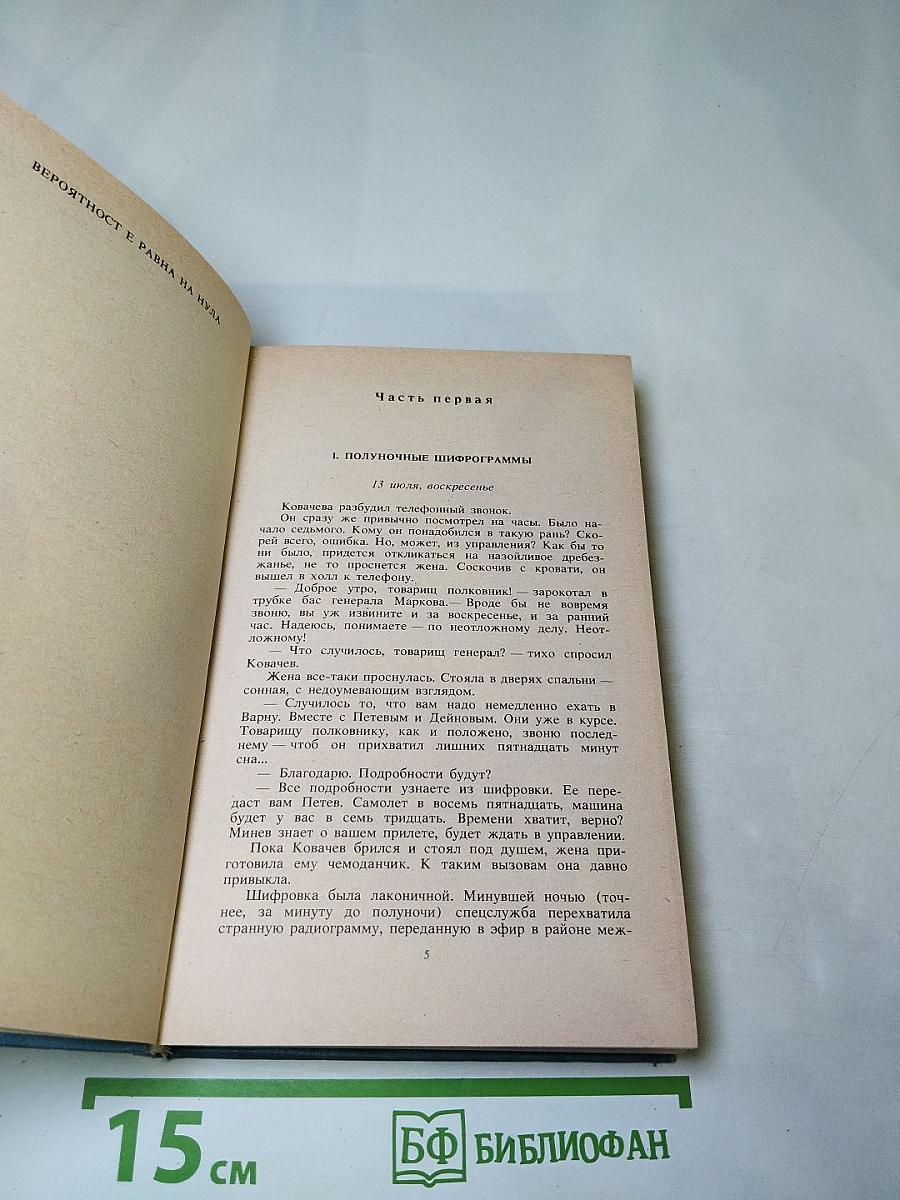 ВЕРОЯТНОСТ Е РАВНА НА НУЛА
Часть первая
I. ПОЛУНОЧНЫЕ ШИФРОГРАММЫ
13 июля, воскресенье
Ковачева разбудил телефонный звонок.
Он сразу же привычно посмотрел на часы. Было на-
чало седьмого. Кому он понадобился в такую рань? Ско-
рей всего, ошибка. Но, может, из управления? Как бы то
ни было, придется откликаться на назойливое дребез-
жанье, не то проснется жена. Соскочив с кровати, он
вышел в холл к телефону.
— Доброе утро, товарищ полковник! — зарокотал в
трубке бас генерала Маркова.— Вроде бы не вовремя
звоню, вы уж извините и за воскресенье, и за ранний
час. Надеюсь, понимаете — по неотложному делу. Неот-
ложному!
— Что случилось, товарищ генерал? — тихо спросил
Ковачев.
Жена все-таки проснулась. Стояла в дверях спальни —
сонная, с недоумевающим взглядом.
— Случилось то, что вам надо немедленно ехать в
Варну. Вместе с Петевым и Дейновым. Они уже в курсе.
Товарищу полковнику, как и положено, звоню послед-
нему — чтоб он прихватил лишних пятнадцать минут
сна...
— Благодарю. Подробности будут?
— Все подробности узнаете из шифровки. Ее пере-
даст вам Петев. Самолет в восемь пятнадцать, машина
будет у вас в семь тридцать. Времени хватит, верно?
Минев знает о вашем прилете, будет ждать в управлении.
Пока Ковачев брился и стоял под душем, жена при-
готовила ему чемоданчик. К таким вызовам она давно
привыкла.
Шифровка была лаконичной. Минувшей ночью (точ-
нее, за минуту до полуночи) спецслужба перехватила
странную радиограмму, переданную в эфир в районе меж-
5
15 см
БФ БИБЛИОФАН